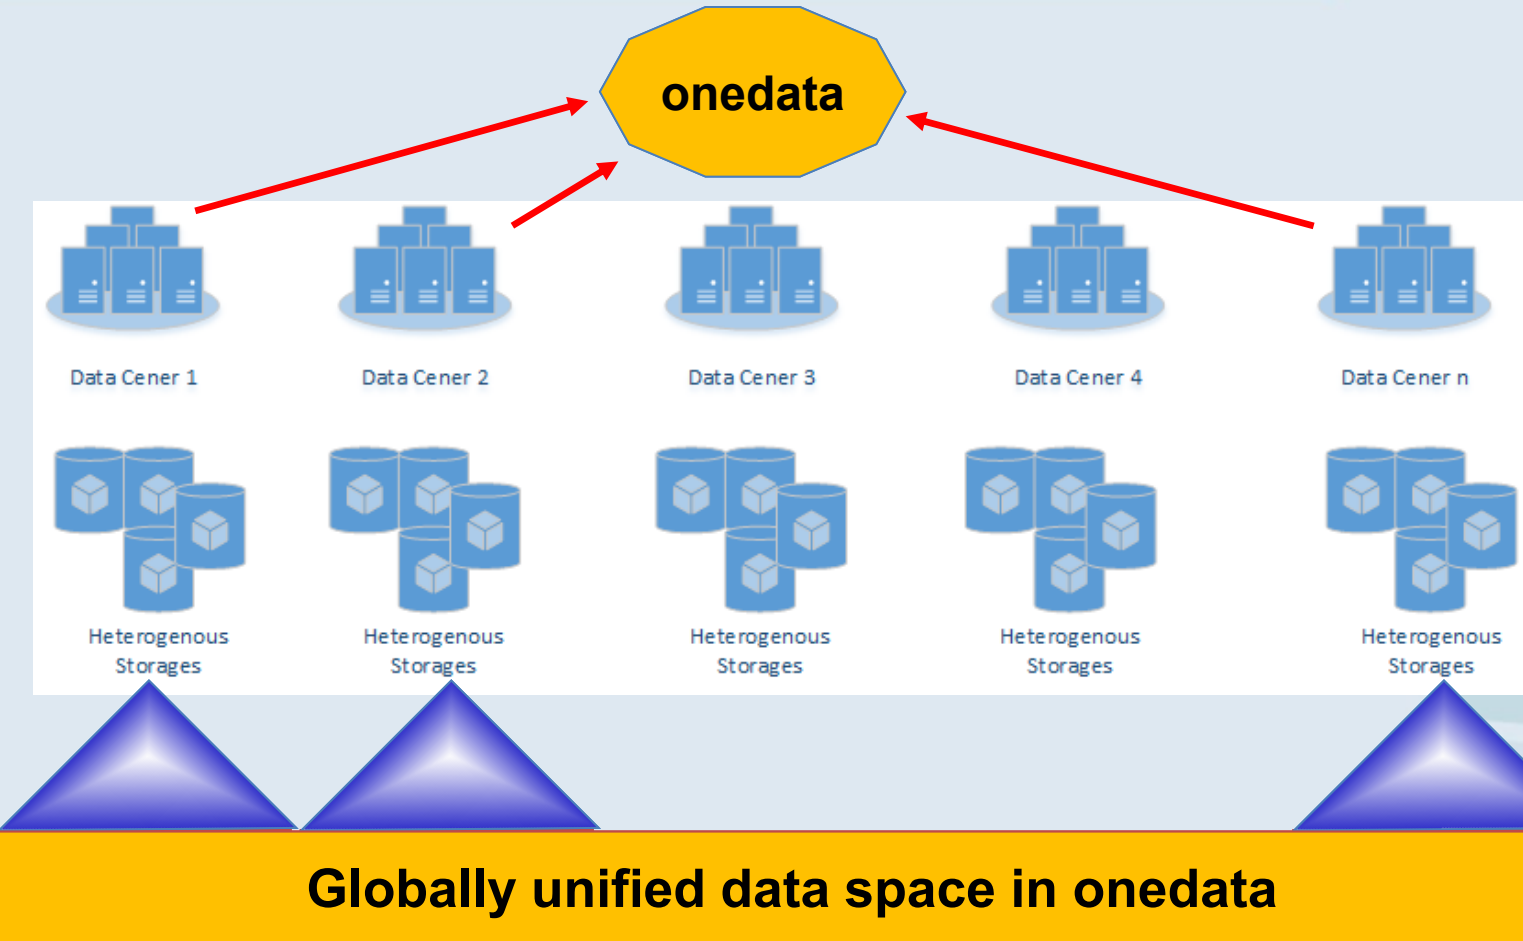 onedata
Data Cener 1
Data Cener 2
Data Cener 3
Data Cener 4
Data Cener n
Heterogenous
Storages
Heterogenous
Storages
Heterogenous
Storages
Heterogenous
Storages
Heterogenous
Storages
Globally unified data space in onedata